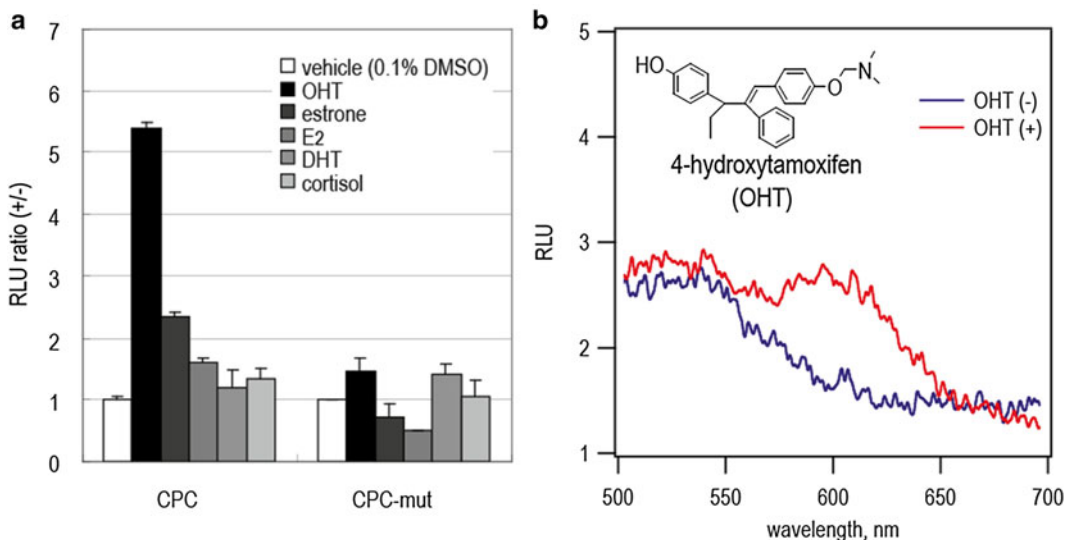 a
RLU ratio (+/-)
7
6
5
4
3
2
1
0
vehicle (0.1% DMSO)
OHT
estrone
E2
DHT
cortisol
CPC
CPC-mut
b
RLU
5
4
3
2
1
HO
O
N
4-hydroxytamoxifen
(OHT)
OHT (-)
OHT (+)
500 550 600 650 700
wavelength, nm